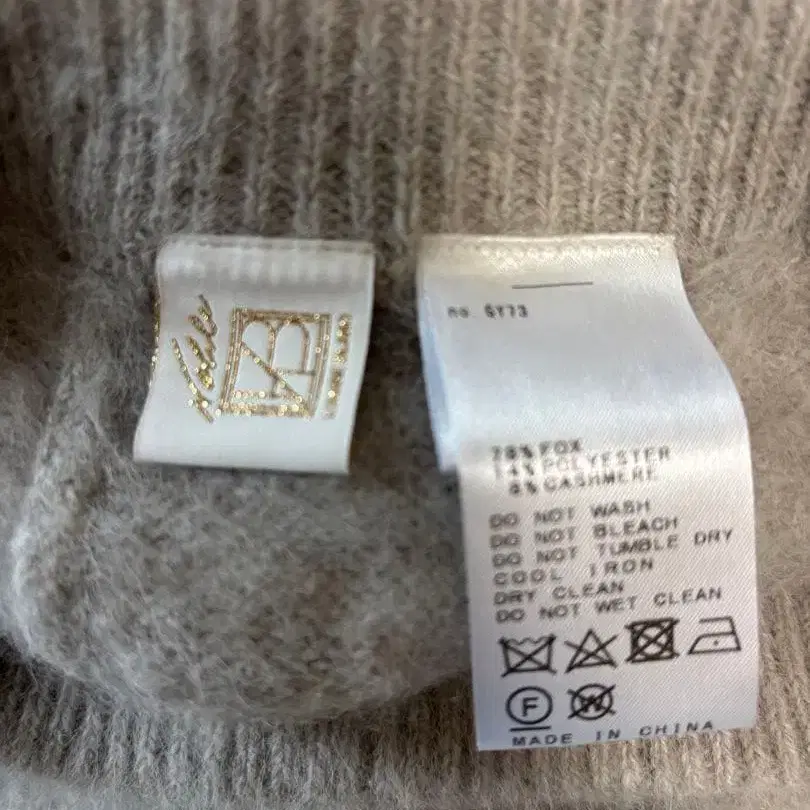 no. GY73
78% FOX
14% POLYESTER
8% CASHMERE
DO NOT WASH
DO NOT BLEACH
DO NOT TUMBLE DRY
COOL IRON
DRY CLEAN
DO NOT WET CLEAN
F
W
MADE IN CHINA